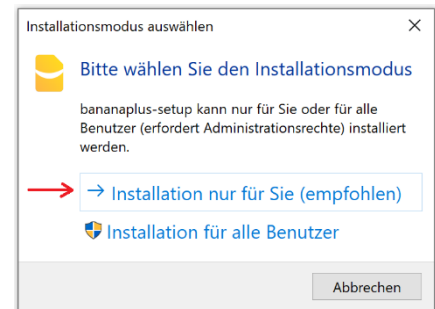 Installationsmodus auswählen
Bitte wählen Sie den Installationsmodus
bananaplus-setup kann nur für Sie oder für alle
Benutzer (erfordert Administrationsrechte) installiert
werden.
→ Installation nur für Sie (empfohlen)
Installation für alle Benutzer
Abbrechen